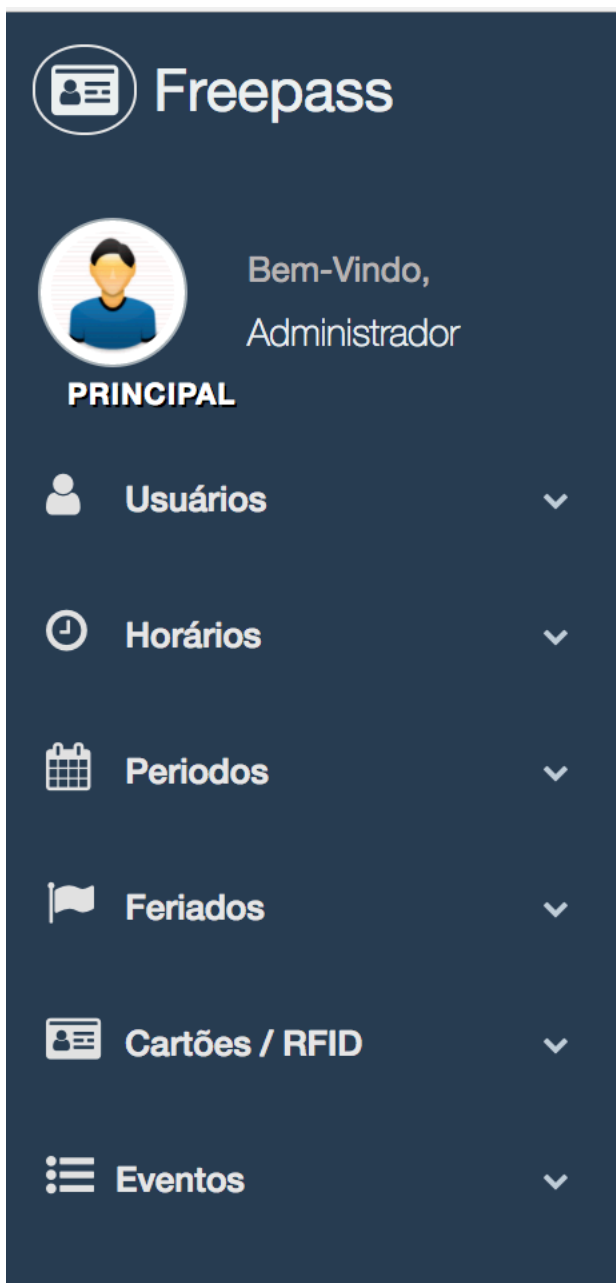 Freepass
Bem-Vindo,
Administrador
PRINCIPAL
Usuários
Horários
Periodos
Feriados
Cartões / RFID
Eventos